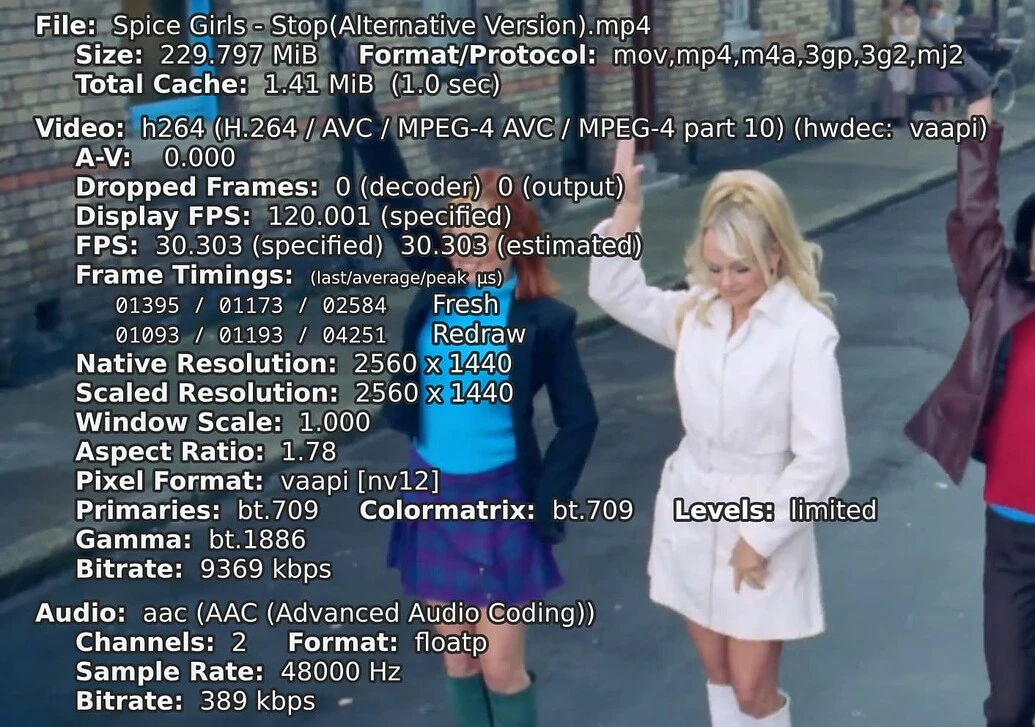 File: Spice Girls - Stop(Alternative Version).mp4
Size: 229.797 MiB Format/Protocol: mov,mp4,m4a,3gp,3g2,mj2
Total Cache: 1.41 MiB (1.0 sec)
Video: h264 (H.264 / AVC / MPEG-4 AVC / MPEG-4 part 10) (hwdec: vaapi)
A-V: 0.000
Dropped Frames: 0 (decoder) 0 (output)
Display FPS: 120.001 (specified)
FPS: 30.303 (specified) 30.303 (estimated)
Frame Timings: (last/average/peak μs)
01395 / 01173 / 02584 Fresh
01093 / 01193 / 04251 Redraw
Native Resolution: 2560 x 1440
Scaled Resolution: 2560 x 1440
Window Scale: 1.000
Aspect Ratio: 1.78
Pixel Format: vaapi [nv12]
Primaries: bt.709 Colormatrix: bt.709 Levels: limited
Gamma: bt.1886
Bitrate: 9369 kbps
Audio: aac (AAC (Advanced Audio Coding))
Channels: 2 Format: floatp
Sample Rate: 48000 Hz
Bitrate: 389 kbps